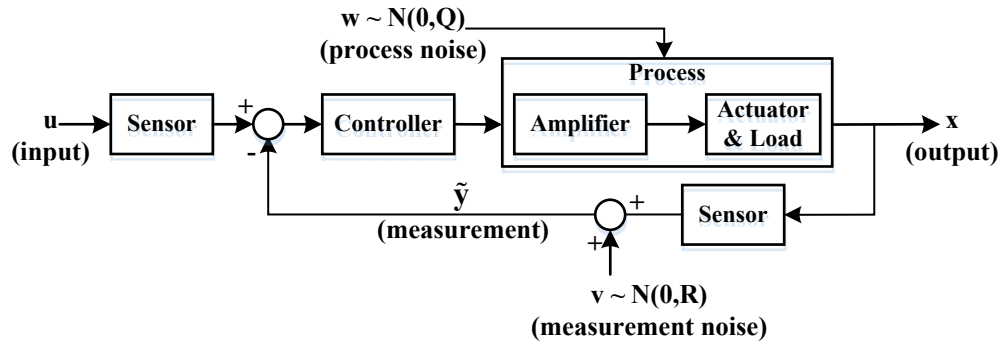 w ~ N(0,Q)
(process noise)
Process
u
(input)
Sensor
+
-
Controller
Amplifier
Actuator
& Load
x
(output)
ỹ
(measurement)
+
+
Sensor
v ~ N(0,R)
(measurement noise)